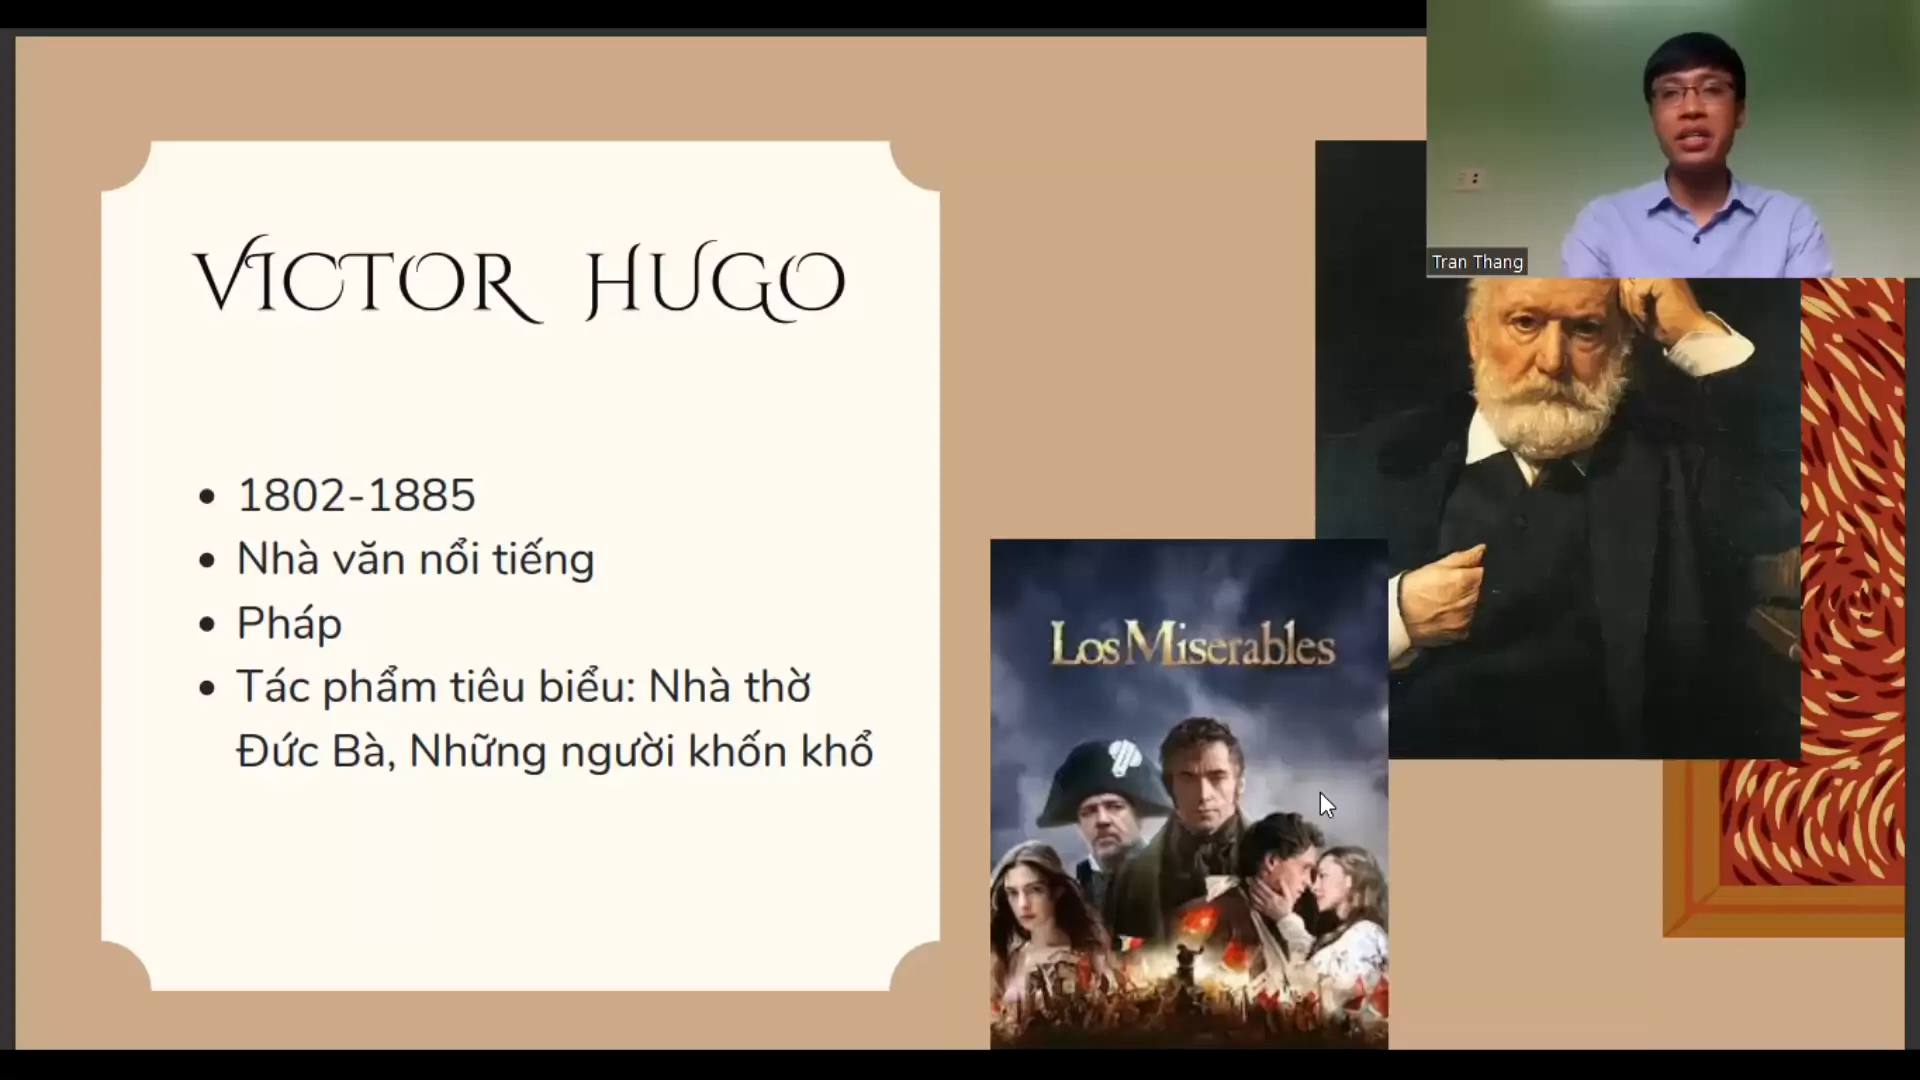 VICTOR HUGO
1802-1885
Nhà văn nổi tiếng
Pháp
Tác phẩm tiêu biểu: Nhà thờ
Đức Bà, Những người khốn khổ
Los Miserables
Tran Thang